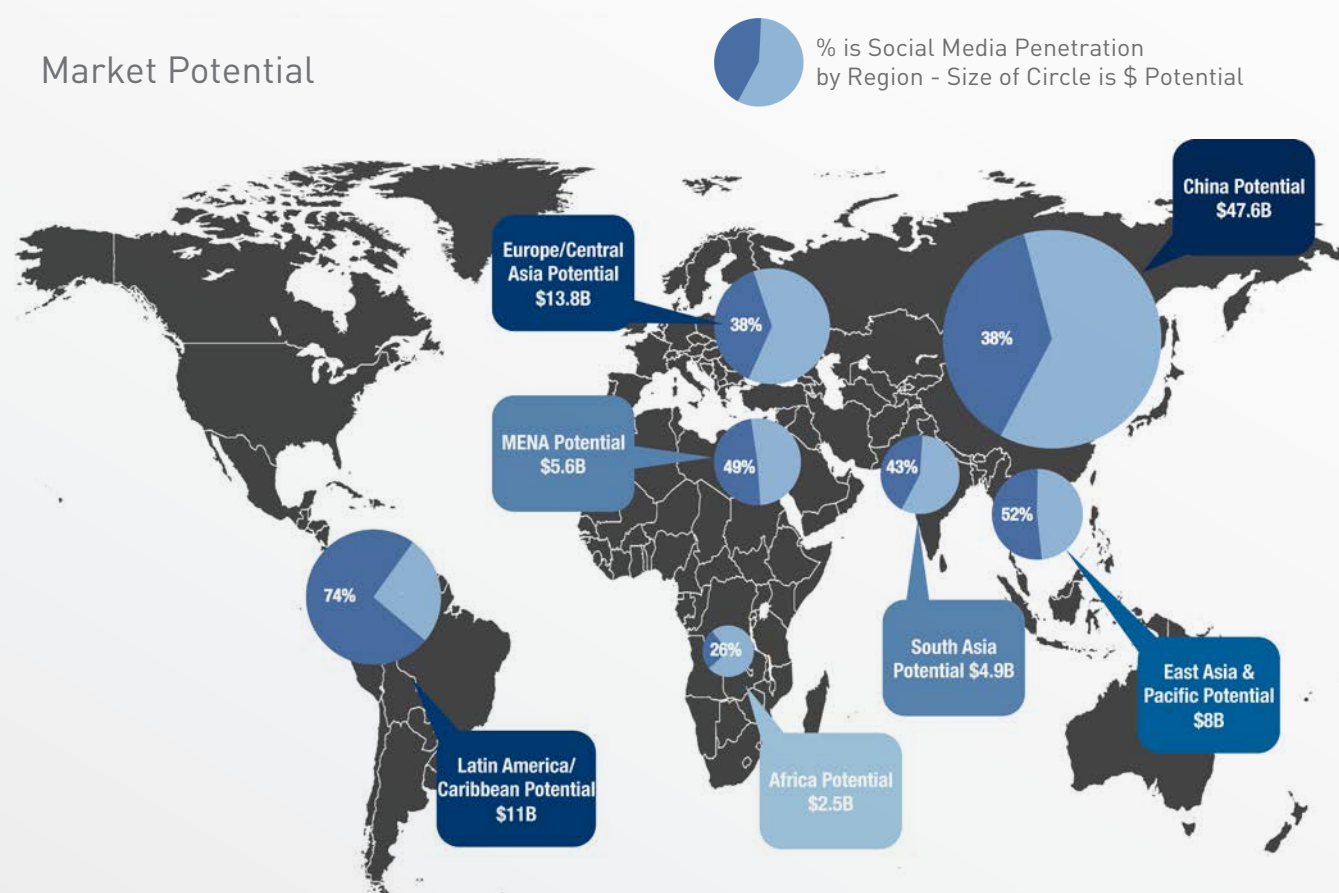 Market Potential
% is Social Media Penetration
by Region - Size of Circle is $ Potential
China Potential
$47.6B
Europe/Central
Asia Potential
$13.8B
38%
38%
MENA Potential
$5.6B
49%
43%
52%
74%
South Asia
Potential $4.9B
26%
East Asia &
Pacific Potential
$8B
Latin America/
Caribbean Potential
$11B
Africa Potential
$2.5B